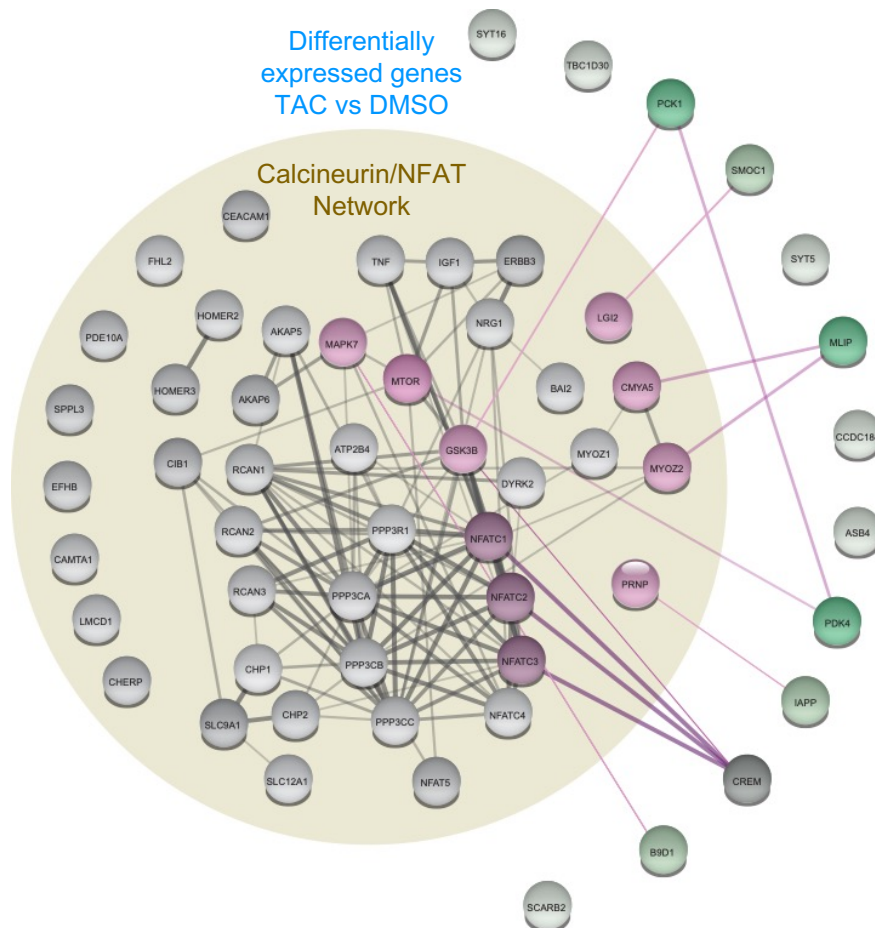 SYT16
Differentially
expressed genes
TAC vs DMSO
TBC1D30
PCK1
Calcineurin/NFAT
Network
SMOC1
CEACAM1
FHL2
TNF
IGF1
ERBB3
SYT5
HOMER2
AKAP5
NRG1
LGI2
PDE10A
MAPK7
MLIP
MTOR
HOMER3
AKAP6
BAI2
CMYA5
SPPL3
CCDC18
ATP2B4
GSK3B
MYOZ1
CIB1
RCAN1
MYOZ2
EFHB
DYRK2
RCAN2
PPP3R1
NFATC1
ASB4
CAMTA1
PRNP
RCAN3
PPP3CA
NFATC2
LMCD1
PDK4
CHERP
CHP1
PPP3CB
NFATC3
IAPP
SLC9A1
CHP2
PPP3CC
NFATC4
SLC12A1
NFAT5
CREM
B9D1
SCARB2